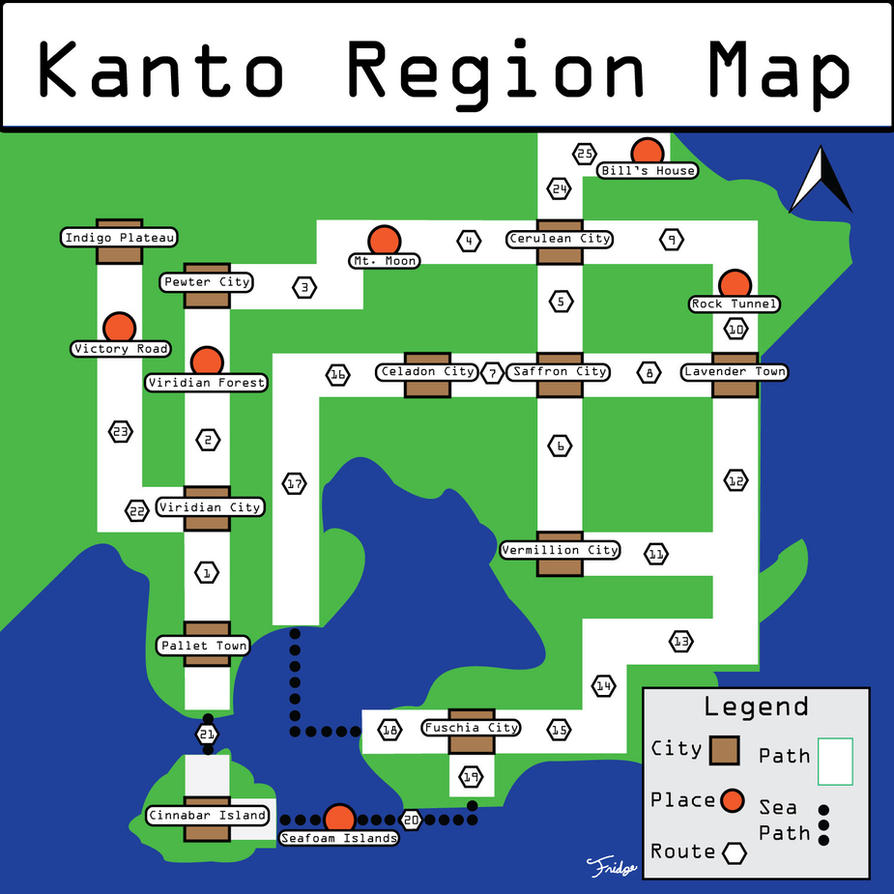 Kanto Region Map
25
Bill's House
24
Indigo Plateau
4
Cerulean City
9
Mt. Moon
Pewter City
3
5
Rock Tunnel
10
Victory Road
Viridian Forest
16
Celadon City
7
Saffron City
8
Lavender Town
23
2
6
17
12
22
Viridian City
Vermillion City
11
1
Pallet Town
13
14
21
18
Fuschia City
15
19
Cinnabar Island
20
Seafoam Islands
Legend
City
Path
Place
Sea
Path
Route
Fridge